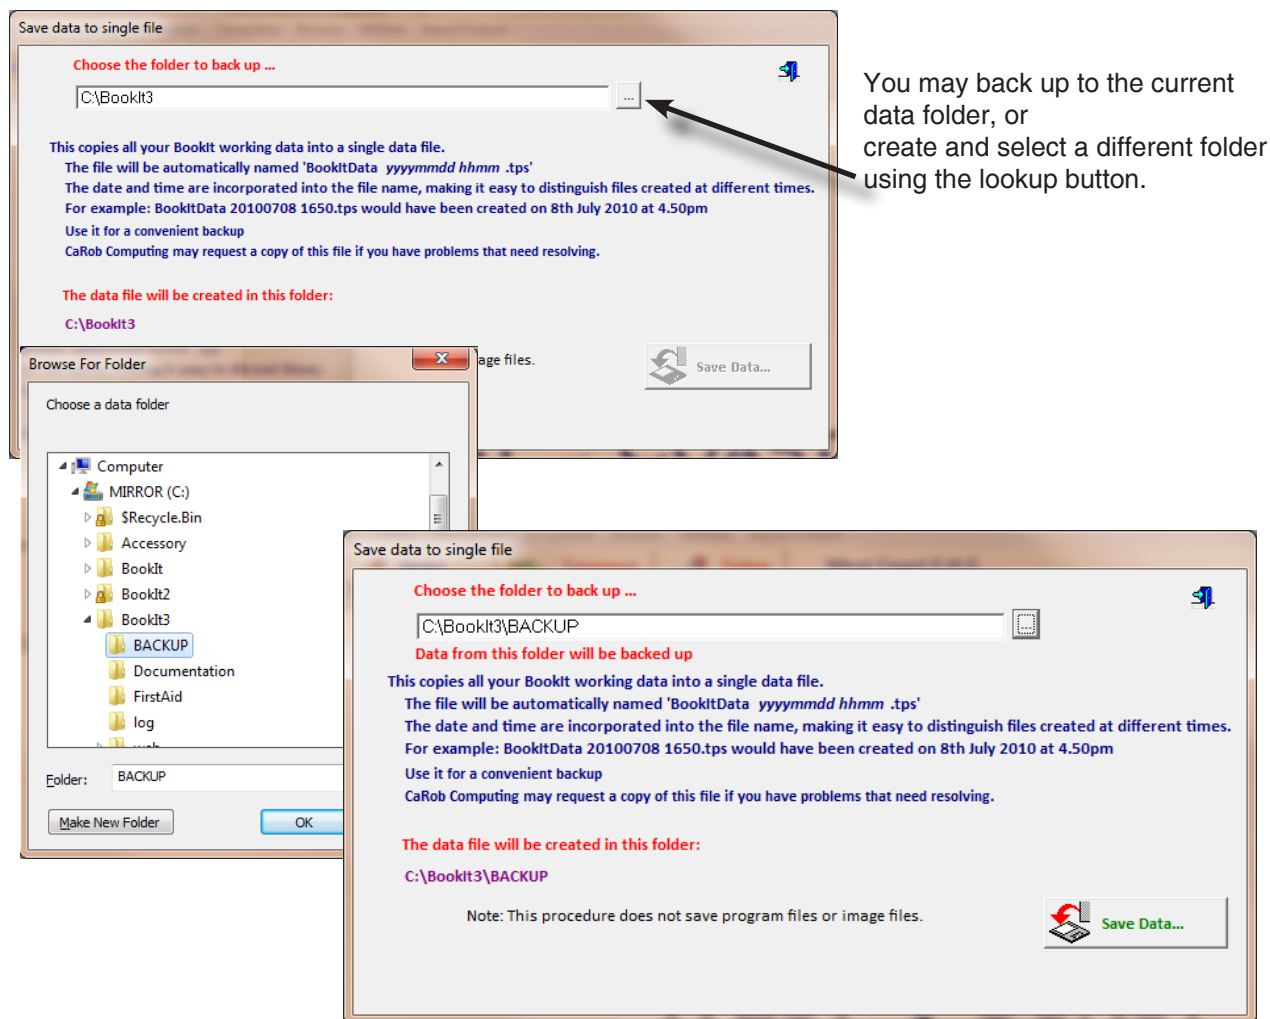 Save data to single file
Choose the folder to back up ...
C:\BookIt3
...
This copies all your BookIt working data into a single data file.
The file will be automatically named 'BookItData yyyymmdd hhmm .tps'
The date and time are incorporated into the file name, making it easy to distinguish files created at different times.
For example: BookItData 20100708 1650.tps would have been created on 8th July 2010 at 4.50pm
Use it for a convenient backup
CaRob Computing may request a copy of this file if you have problems that need resolving.
The data file will be created in this folder:
C:\BookIt3
age files.
Save Data...
You may back up to the current
data folder, or
create and select a different folder
using the lookup button.
Browse For Folder
Choose a data folder
Computer
MIRROR (C:)
$Recycle.Bin
Accessory
BookIt
BookIt2
BookIt3
BACKUP
Documentation
FirstAid
log
Folder: BACKUP
Make New Folder
OK
Save data to single file
Choose the folder to back up ...
C:\BookIt3\BACKUP
...
Data from this folder will be backed up
This copies all your BookIt working data into a single data file.
The file will be automatically named 'BookItData yyyymmdd hhmm .tps'
The date and time are incorporated into the file name, making it easy to distinguish files created at different times.
For example: BookItData 20100708 1650.tps would have been created on 8th July 2010 at 4.50pm
Use it for a convenient backup
CaRob Computing may request a copy of this file if you have problems that need resolving.
The data file will be created in this folder:
C:\BookIt3\BACKUP
Note: This procedure does not save program files or image files.
Save Data...